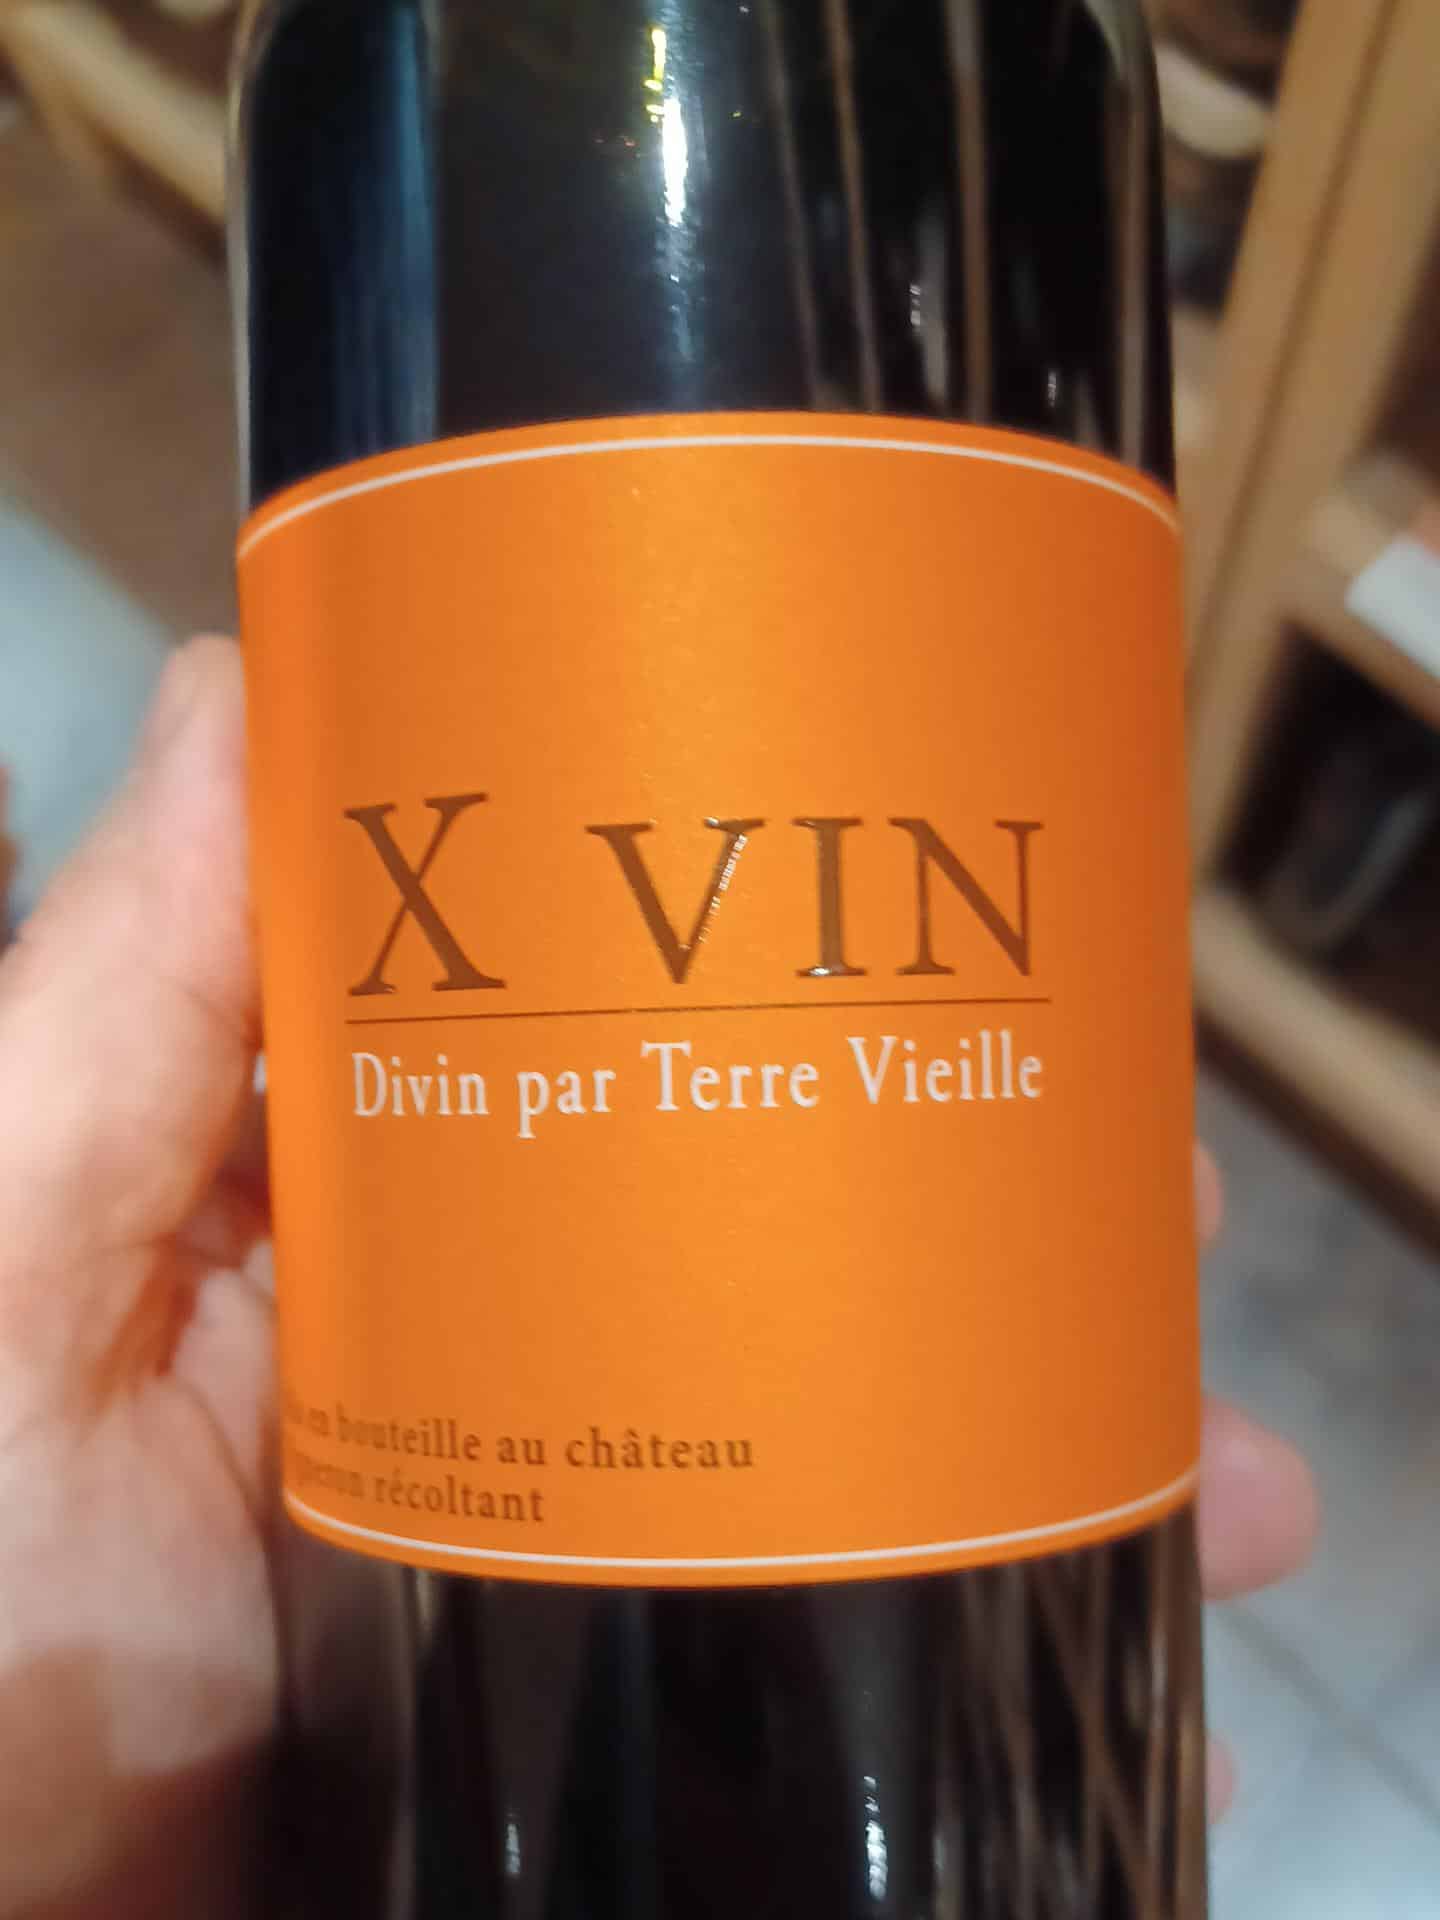 X VIN
Divin par Terre Vieille
en bouteille au château
récoltant